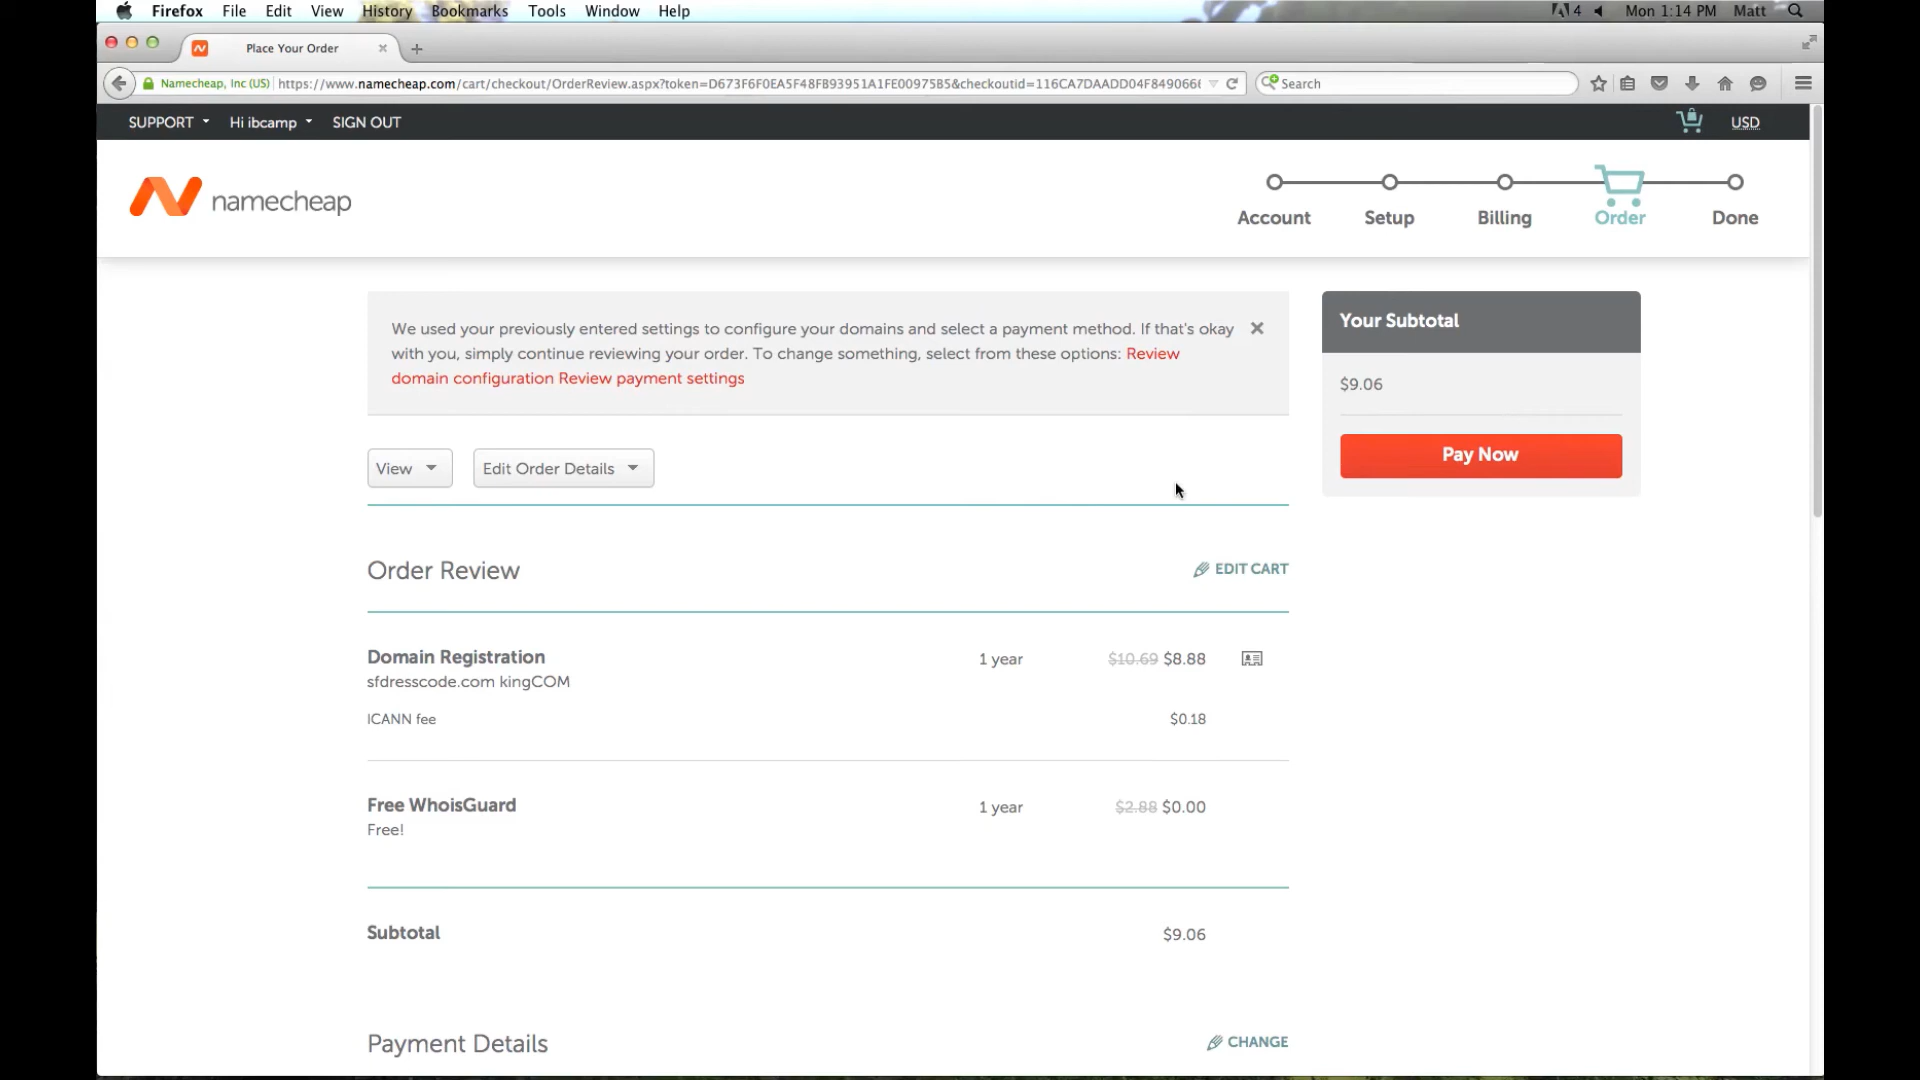 Firefox File Edit View History Bookmarks Tools Window Help
4 Mon 1:14 PM Matt
Place Your Order
Namecheap, Inc (US) https://www.namecheap.com/cart/checkout/OrderReview.aspx?token=D673F6F0EA5F48FB93951A1FE00975B5&checkoutid=116CA7DAADD04F849066
Search
SUPPORT Hi ibcamp SIGN OUT
USD
namecheap
Account Setup Billing Order Done
We used your previously entered settings to configure your domains and select a payment method. If that's okay
with you, simply continue reviewing your order. To change something, select from these options: Review
domain configuration Review payment settings
Your Subtotal
$9.06
Pay Now
View Edit Order Details
Order Review EDIT CART
Domain Registration 1 year $10.69 $8.88
sfdresscode.com kingCOM
ICANN fee $0.18
Free WhoisGuard 1 year $2.88 $0.00
Free!
Subtotal $9.06
Payment Details CHANGE